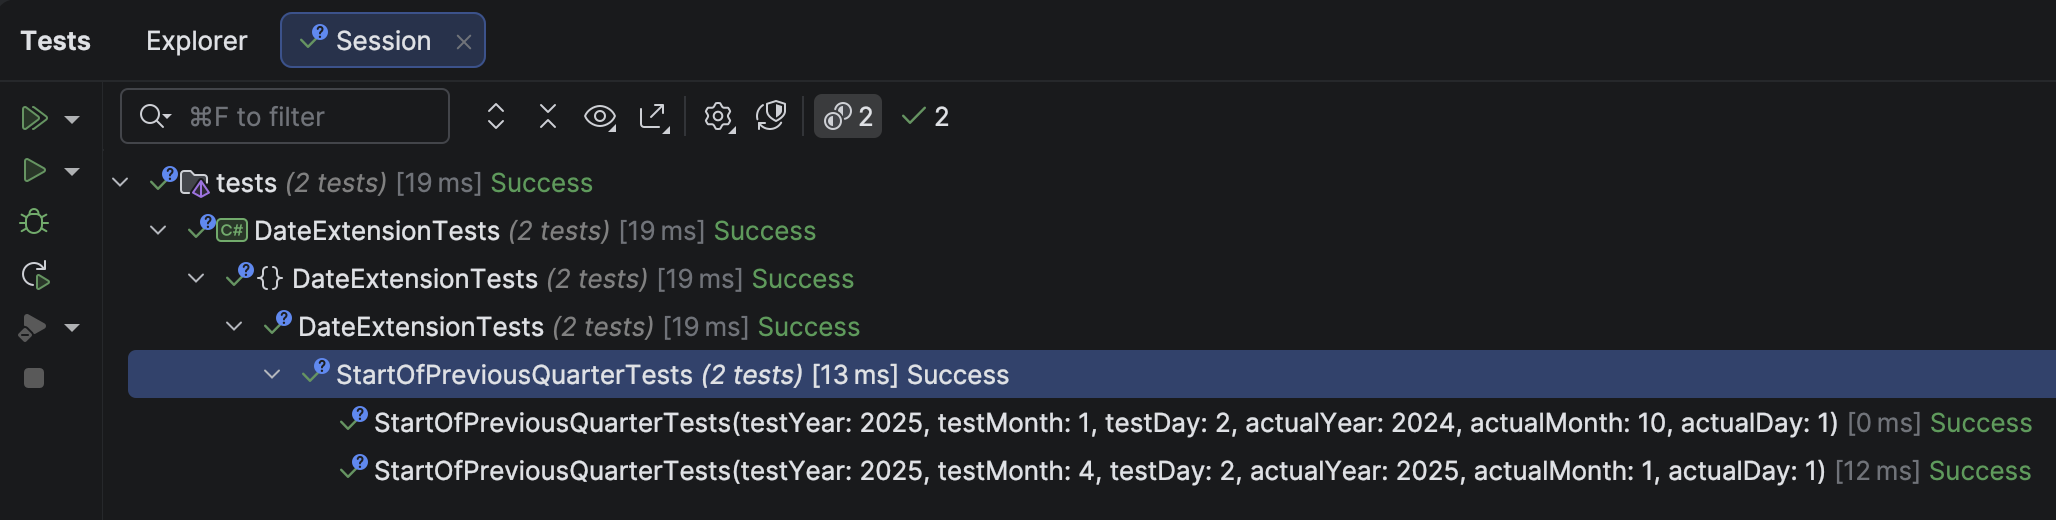 Tests Explorer Session
⌘F to filter 2 2
tests (2 tests) [19 ms] Success
C# DateExtensionTests (2 tests) [19 ms] Success
{} DateExtensionTests (2 tests) [19 ms] Success
DateExtensionTests (2 tests) [19 ms] Success
StartOfPreviousQuarterTests (2 tests) [13 ms] Success
StartOfPreviousQuarterTests(testYear: 2025, testMonth: 1, testDay: 2, actualYear: 2024, actualMonth: 10, actualDay: 1) [0 ms] Success
StartOfPreviousQuarterTests(testYear: 2025, testMonth: 4, testDay: 2, actualYear: 2025, actualMonth: 1, actualDay: 1) [12 ms] Success